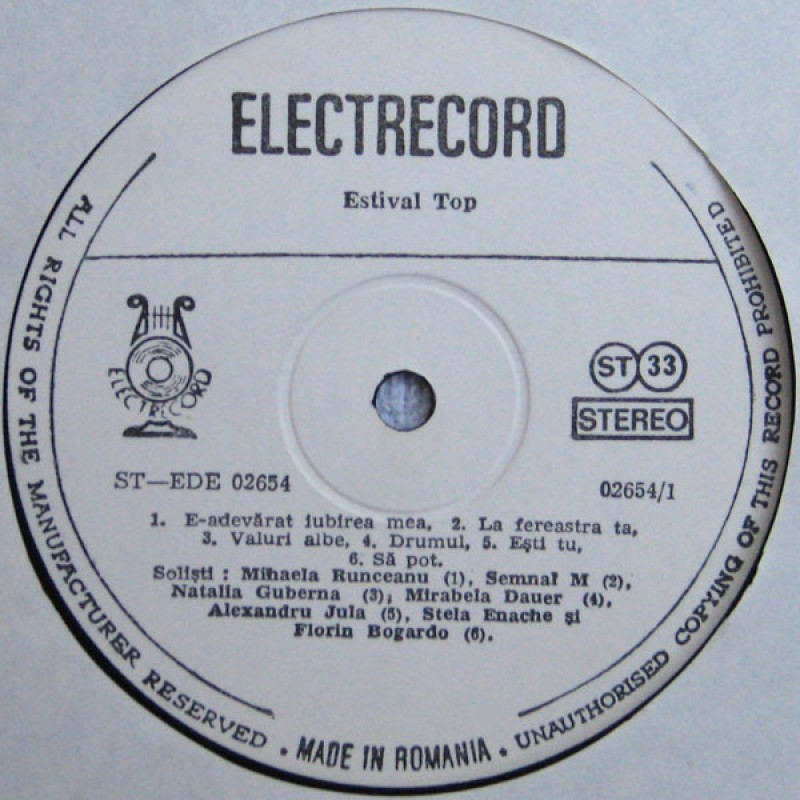 ELECTRECORD
Estival Top
ELECTRECORD
ST 33
STEREO
ST—EDE 02654
02654/1
1. E-adevărat iubirea mea, 2. La fereastra ta,
3. Valuri albe, 4. Drumul, 5. Ești tu,
6. Să pot.
Soliști : Mihaela Runceanu (1), Semnal M (2),
Natalia Guberna (3), Mirabela Dauer (4),
Alexandru Jula (5), Stela Enache și
Florin Bogardo (6).
ALL RIGHTS OF THE MANUFACTURER RESERVED • MADE IN ROMANIA • UNAUTHORISED COPYING OF THIS RECORD PROHIBITED